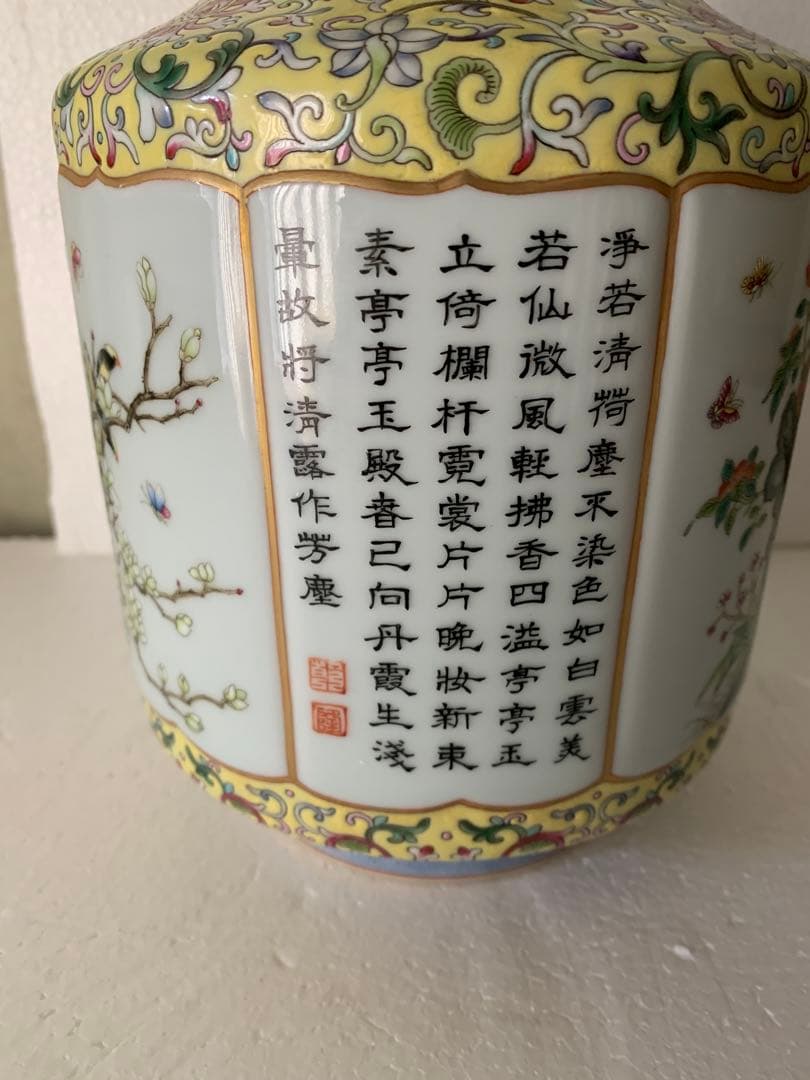 淨若清荷塵不染色如白雲美
若仙微風輕拂香四溢亭亭玉
立倚欄杆霓裳片片晚妝新束
素亭亭玉殿春已向丹霞生淺
暈故將清露作芳塵